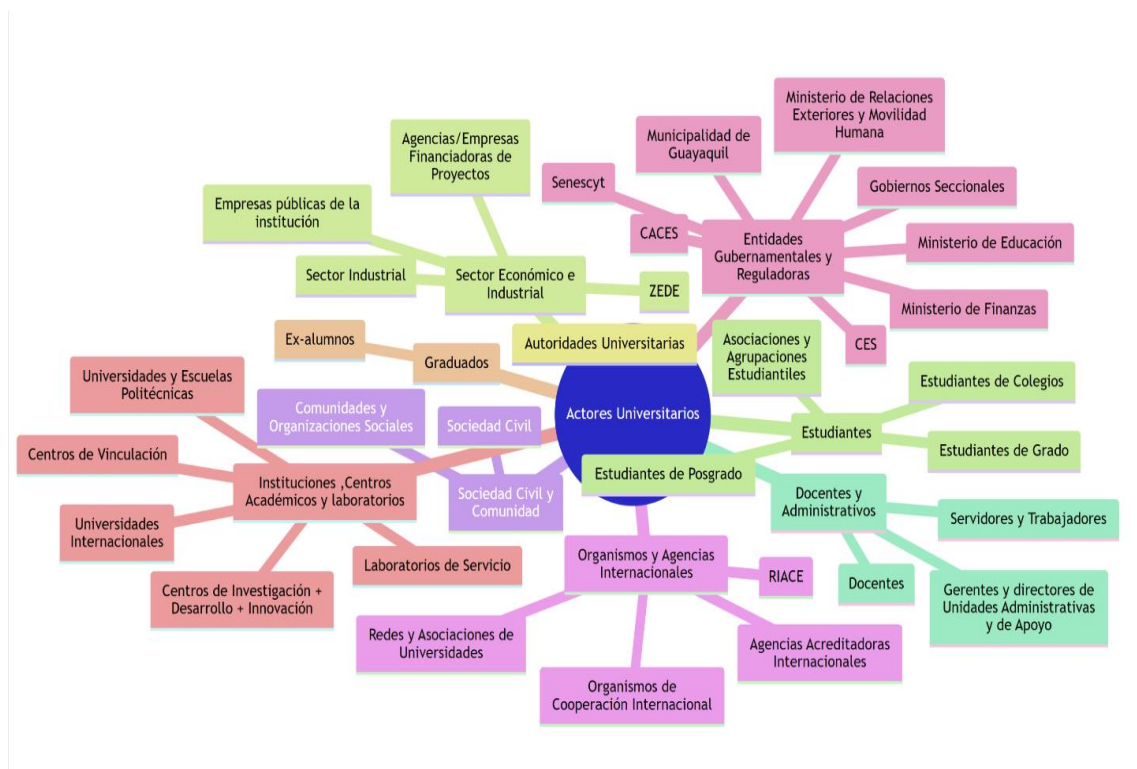 Ministerio de Relaciones
Exteriores y Movilidad
Humana
Municipalidad de
Guayaquil
Agencias/Empresas
Financiadoras de
Proyectos
Senescyt
Gobiernos Seccionales
Empresas públicas de la
institución
CACES
Entidades
Gubernamentales y
Reguladoras
Ministerio de Educación
Sector Industrial
Sector Económico e
Industrial
ZEDE
Ministerio de Finanzas
Ex-alumnos
Autoridades Universitarias
Asociaciones y
Agrupaciones
Estudiantiles
CES
Graduados
Universidades y Escuelas
Politécnicas
Estudiantes de Colegios
Comunidades y
Organizaciones Sociales
Sociedad Civil
Actores Universitarios
Estudiantes
Estudiantes de Grado
Centros de Vinculación
Estudiantes de Posgrado
Instituciones ,Centros
Académicos y laboratorios
Sociedad Civil y
Comunidad
Docentes y
Administrativos
Servidores y Trabajadores
Universidades
Internacionales
Laboratorios de Servicio
Organismos y Agencias
Internacionales
RIACE
Docentes
Centros de Investigación +
Desarrollo + Innovación
Gerentes y directores de
Unidades Administrativas
y de Apoyo
Redes y Asociaciones de
Universidades
Agencias Acreditadoras
Internacionales
Organismos de
Cooperación Internacional